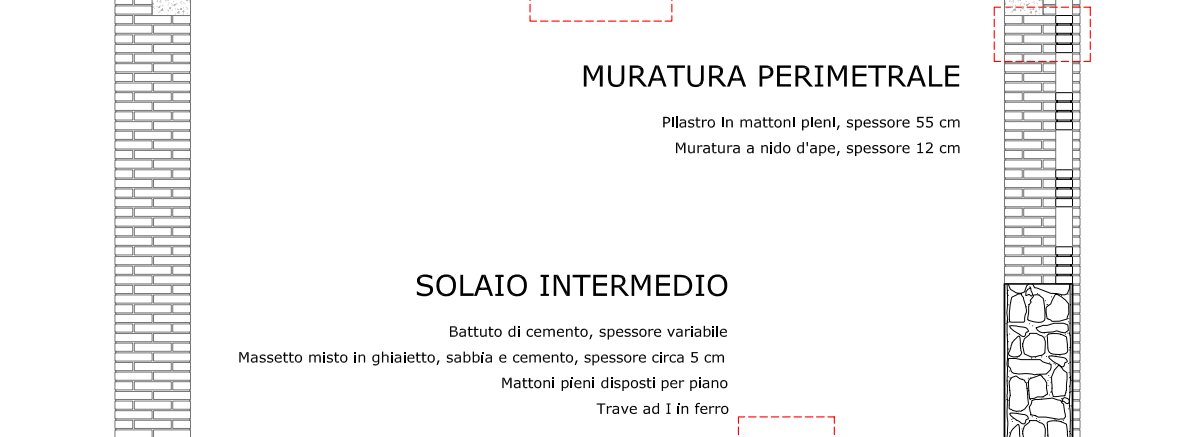 MURATURA PERIMETRALE
Pilastro in mattoni pieni, spessore 55 cm
Muratura a nido d'ape, spessore 12 cm
SOLAIO INTERMEDIO
Battuto di cemento, spessore variabile
Massetto misto in ghiaietto, sabbia e cemento, spessore circa 5 cm
Mattoni pieni disposti per piano
Trave ad I in ferro